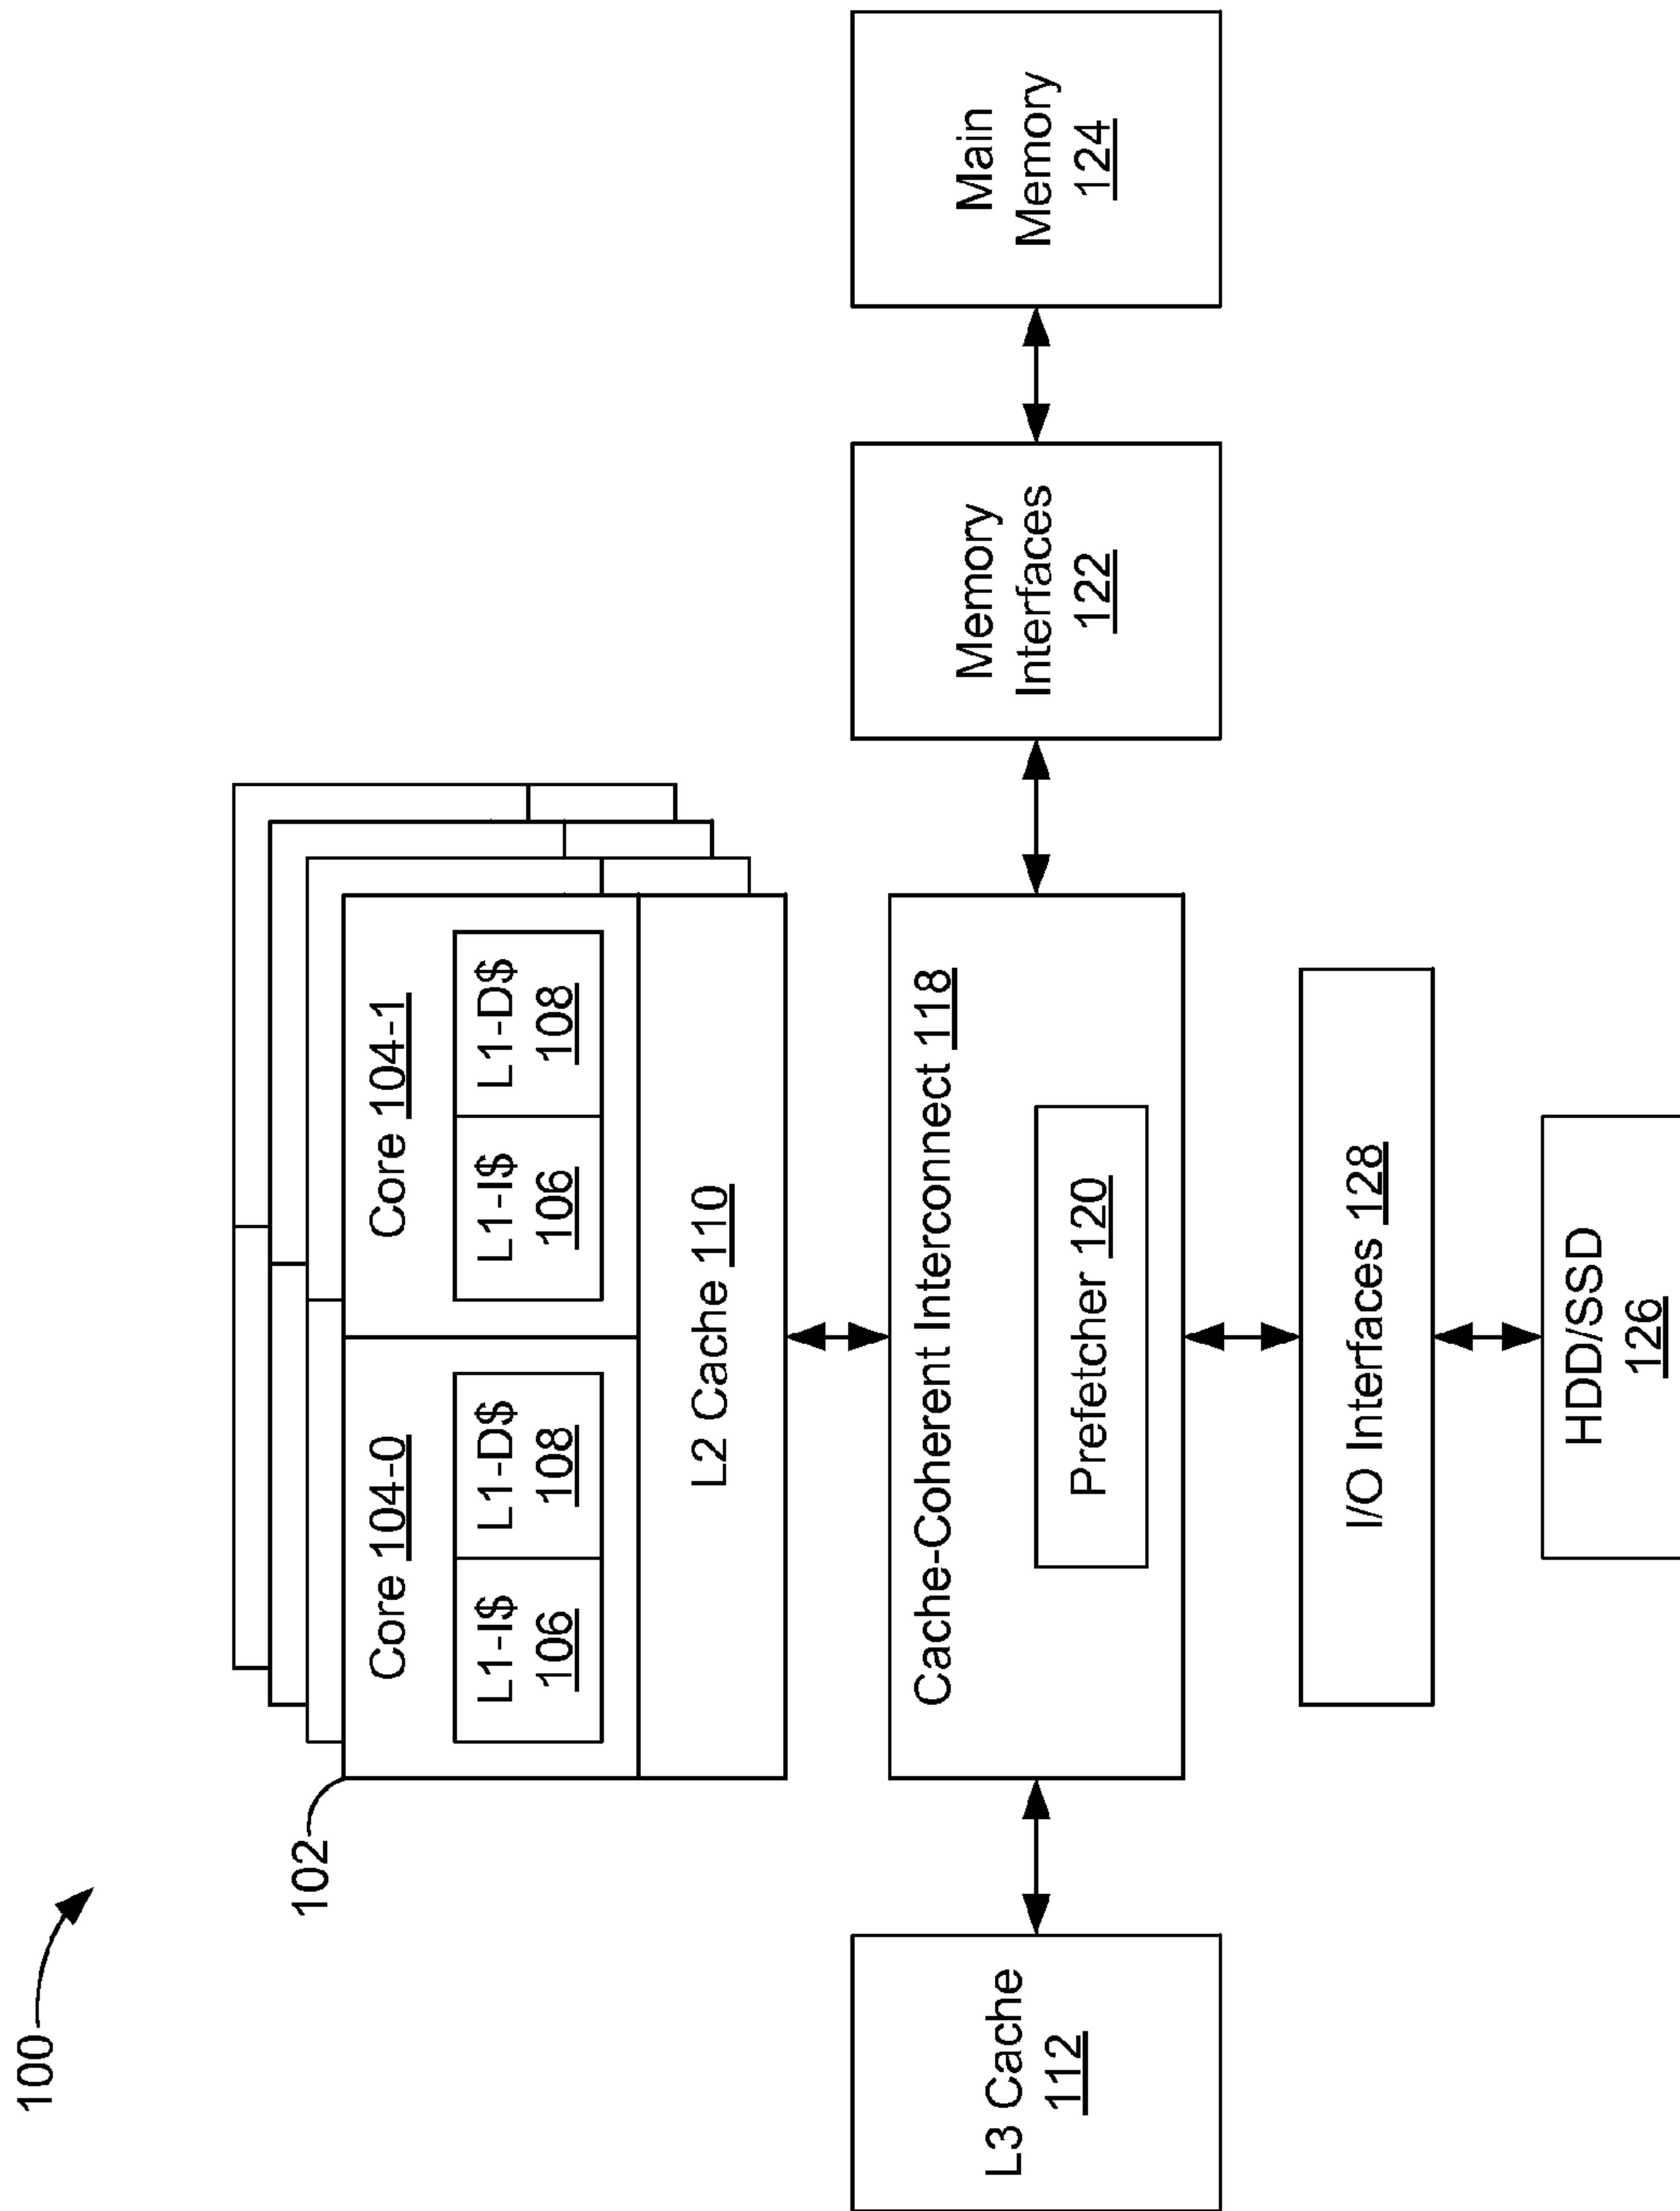 100
102
Core 104-0
Core 104-1
L1-I$
106
L1-D$
108
L1-I$
106
L1-D$
108
L2 Cache 110
L3 Cache
112
Cache-Coherent Interconnect 118
Prefetcher 120
Memory
Interfaces
122
Main
Memory
124
I/O Interfaces 128
HDD/SSD
126